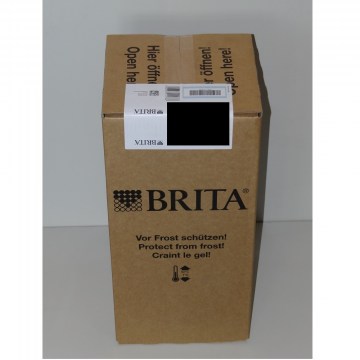 Hier öffnen!
Open here!
Hier öffnen!
Open here!
BRITA
BRITA
BRITA®
Vor Frost schützen!
Protect from frost!
Craint le gel!